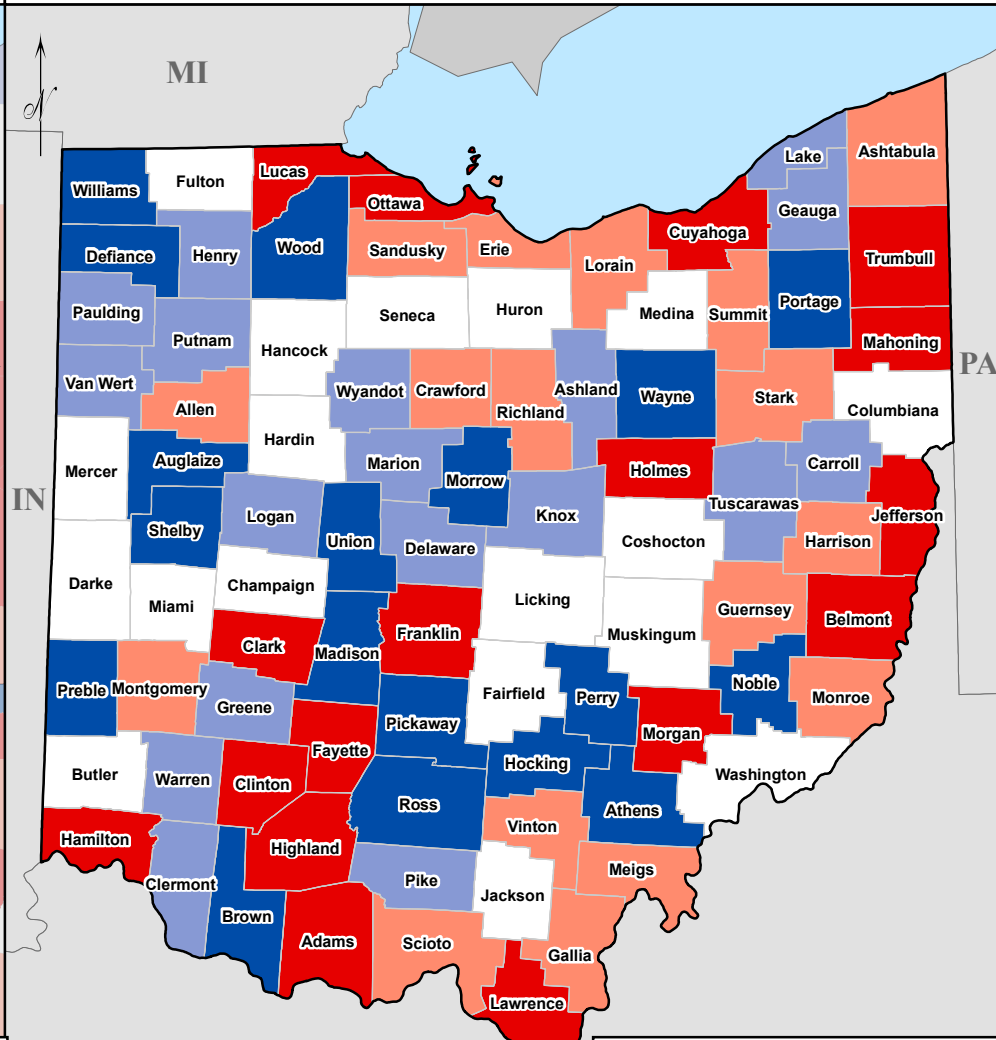 MI
Lake
Ashtabula
Lucas
Fulton
Williams
Ottawa
Geauga
Cuyahoga
Wood
Sandusky
Erie
Defiance
Henry
Lorain
Trumbull
Portage
Paulding
Huron
Seneca
Medina
Summit
Putnam
Mahoning
Hancock
PA
Van Wert
Wyandot
Crawford
Ashland
Wayne
Stark
Allen
Richland
Columbiana
Hardin
Auglaize
Marion
Carroll
Mercer
Holmes
Morrow
IN
Tuscarawas
Knox
Logan
Jefferson
Shelby
Union
Coshocton
Harrison
Delaware
Darke
Champaign
Licking
Miami
Guernsey
Belmont
Franklin
Muskingum
Clark
Madison
Noble
Preble
Montgomery
Fairfield
Perry
Monroe
Greene
Pickaway
Morgan
Fayette
Hocking
Butler
Washington
Warren
Clinton
Ross
Athens
Vinton
Hamilton
Highland
Meigs
Pike
Clermont
Jackson
Brown
Adams
Scioto
Gallia
Lawrence